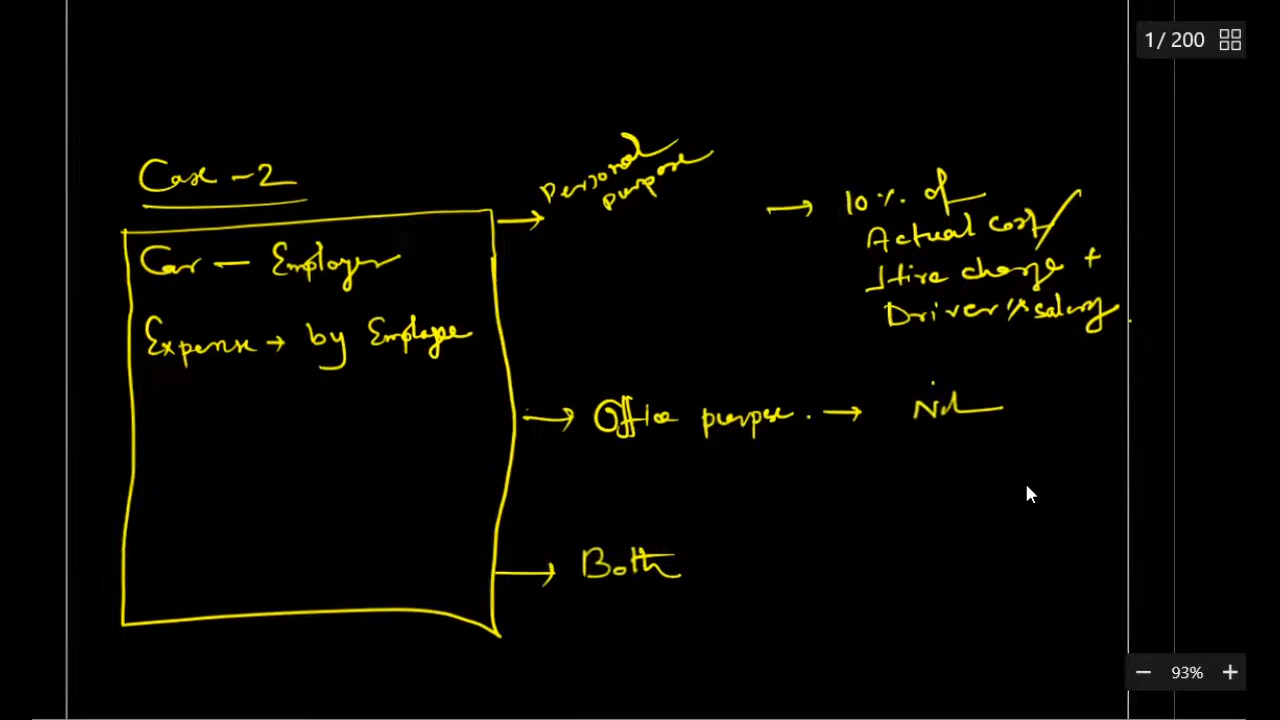 1/ 200
Case - 2
Personal purpose
→ 10% of Actual cost/ Hire charge + Driver's salary
Car — Employer
Expense → by Employee
→ Office purpose. → Nil
→ Both
93%